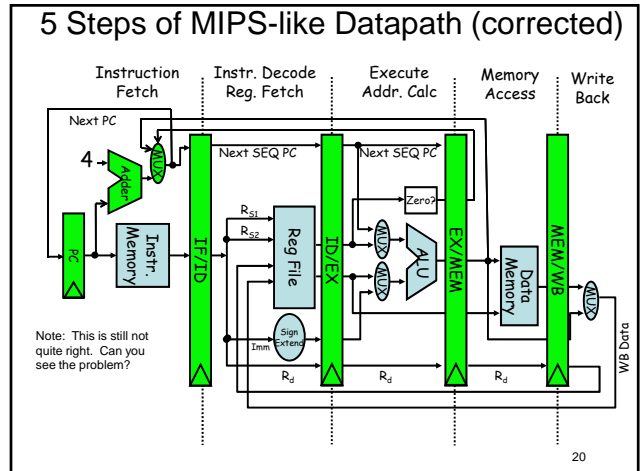 5 Steps of MIPS-like Datapath (corrected)
Instruction
Fetch
Instr. Decode
Reg. Fetch
Execute
Addr. Calc
Memory
Access
Write
Back
Next PC
4
Adder
MUX
Next SEQ PC
Next SEQ PC
Zero?
RS1
RS2
PC
Instr.
Memory
IF/ID
Reg File
ID/EX
MUX
MUX
ALU
EX/MEM
Data
Memory
MEM/WB
MUX
Note: This is still not
quite right. Can you
see the problem?
Imm
Sign
Extend
Rd
Rd
Rd
WB Data
20